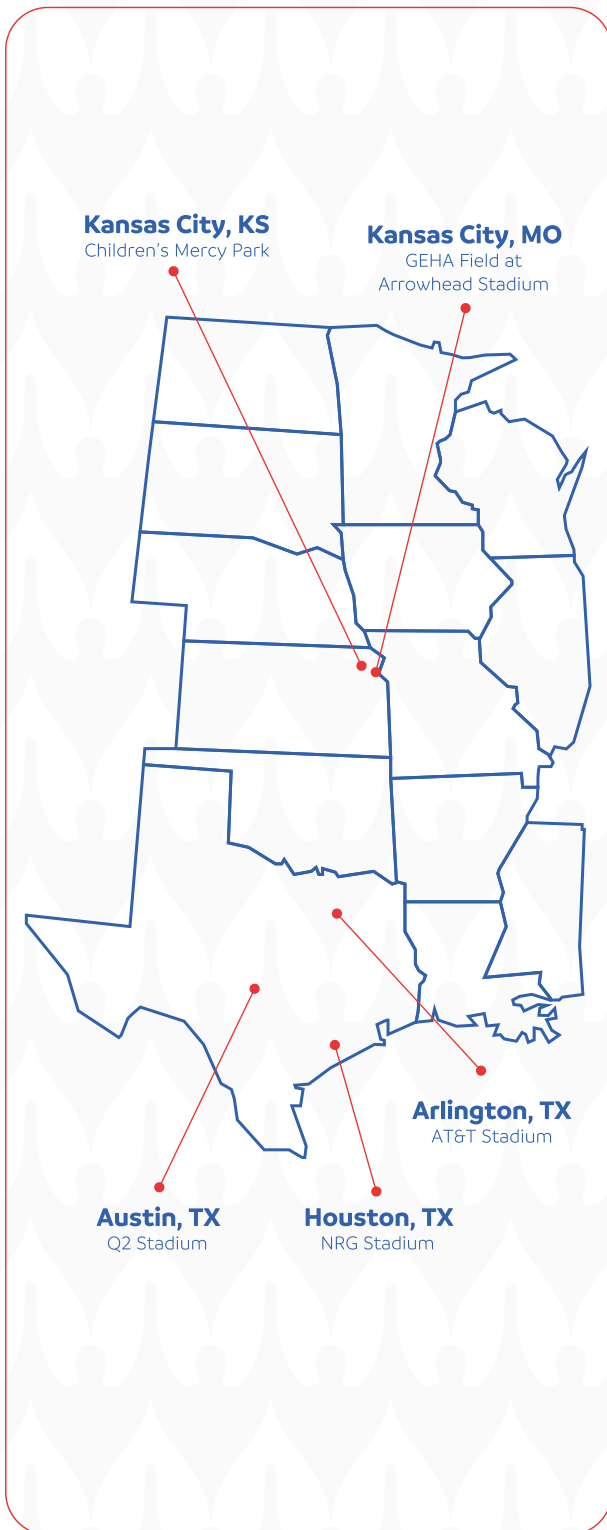 Kansas City, KS
Children's Mercy Park
Kansas City, MO
GEHA Field at
Arrowhead Stadium
Arlington, TX
AT&T Stadium
Austin, TX
Q2 Stadium
Houston, TX
NRG Stadium